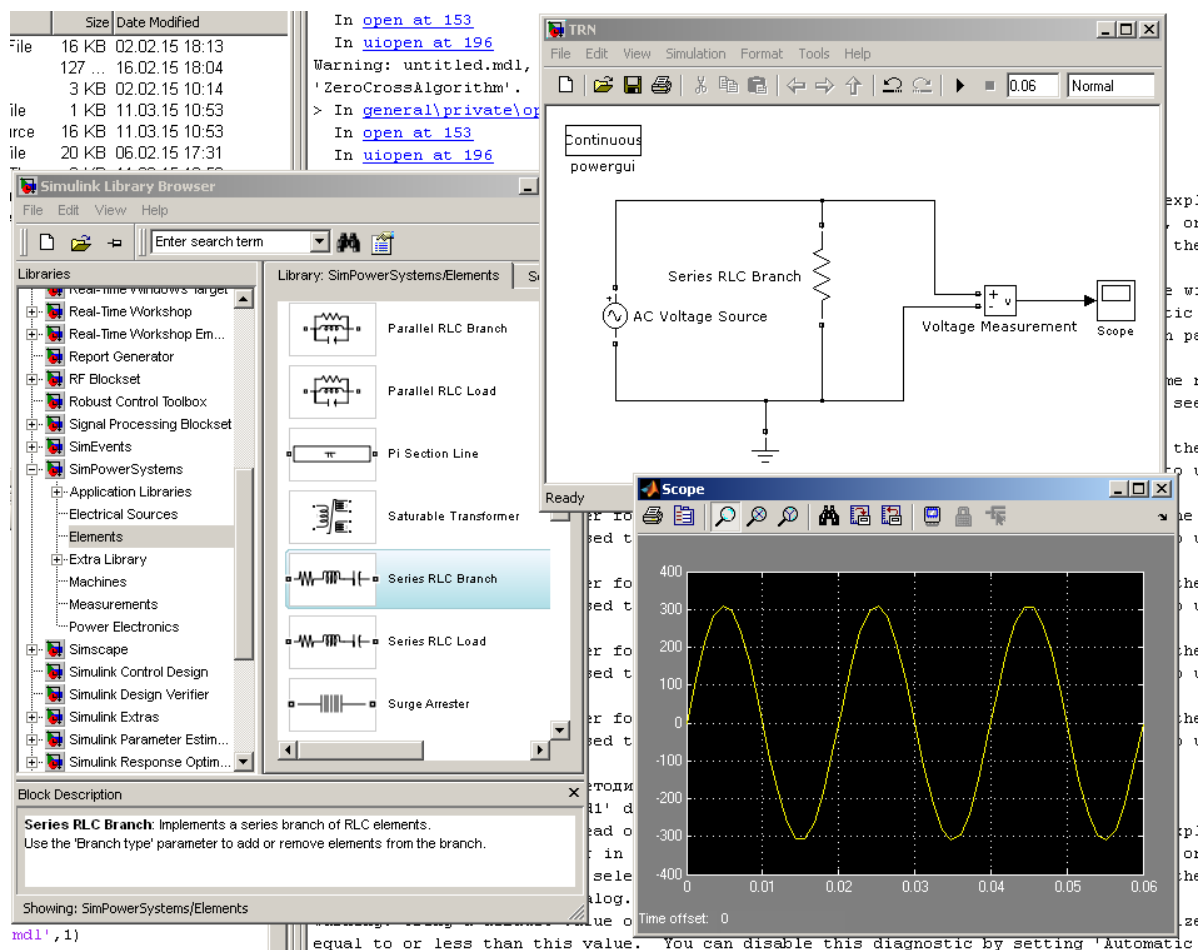 Size Date Modified
File 16 KB 02.02.15 18:13
127 ... 16.02.15 18:04
3 KB 02.02.15 10:14
ile 1 KB 11.03.15 10:53
urce 16 KB 11.03.15 10:53
ile 20 KB 06.02.15 17:31
In open at 153
In uiopen at 196
Warning: untitled.mdl,
'ZeroCrossAlgorithm'.
> In general\private\op
In open at 153
In uiopen at 196
TRN
File Edit View Simulation Format Tools Help
0.06 Normal
Continuous
powergui
Series RLC Branch
AC Voltage Source
+
+
-
v
Voltage Measurement
Scope
Ready
Simulink Library Browser
File Edit View Help
Enter search term
Libraries
Real-Time Windows Target
Real-Time Workshop
Real-Time Workshop Em...
Report Generator
RF Blockset
Robust Control Toolbox
Signal Processing Blockset
SimEvents
SimPowerSystems
Application Libraries
Electrical Sources
Elements
Extra Library
Machines
Measurements
Power Electronics
Simscape
Simulink Control Design
Simulink Design Verifier
Simulink Extras
Simulink Parameter Estim...
Simulink Response Optim...
Library: SimPowerSystems/Elements
Parallel RLC Branch
Parallel RLC Load
Pi Section Line
Saturable Transformer
Series RLC Branch
Series RLC Load
Surge Arrester
Block Description
Series RLC Branch: Implements a series branch of RLC elements.
Use the 'Branch type' parameter to add or remove elements from the branch.
Showing: SimPowerSystems/Elements
Scope
400
300
200
100
0
-100
-200
-300
-400
0 0.01 0.02 0.03 0.04 0.05 0.06
Time offset: 0
mdl',1)
equal to or less than this value. You can disable this diagnostic by setting 'Automatic